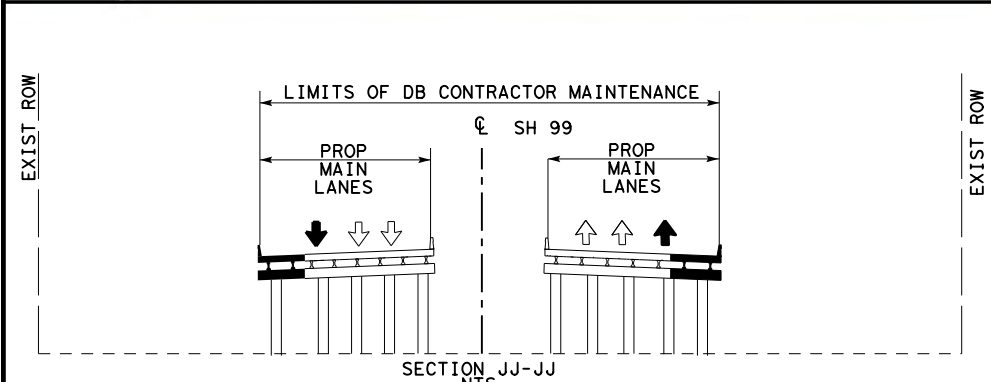 LIMITS OF DB CONTRACTOR MAINTENANCE
EXIST ROW
℄ SH 99
EXIST ROW
PROP
MAIN
LANES
PROP
MAIN
LANES
SECTION JJ-JJ
NTS